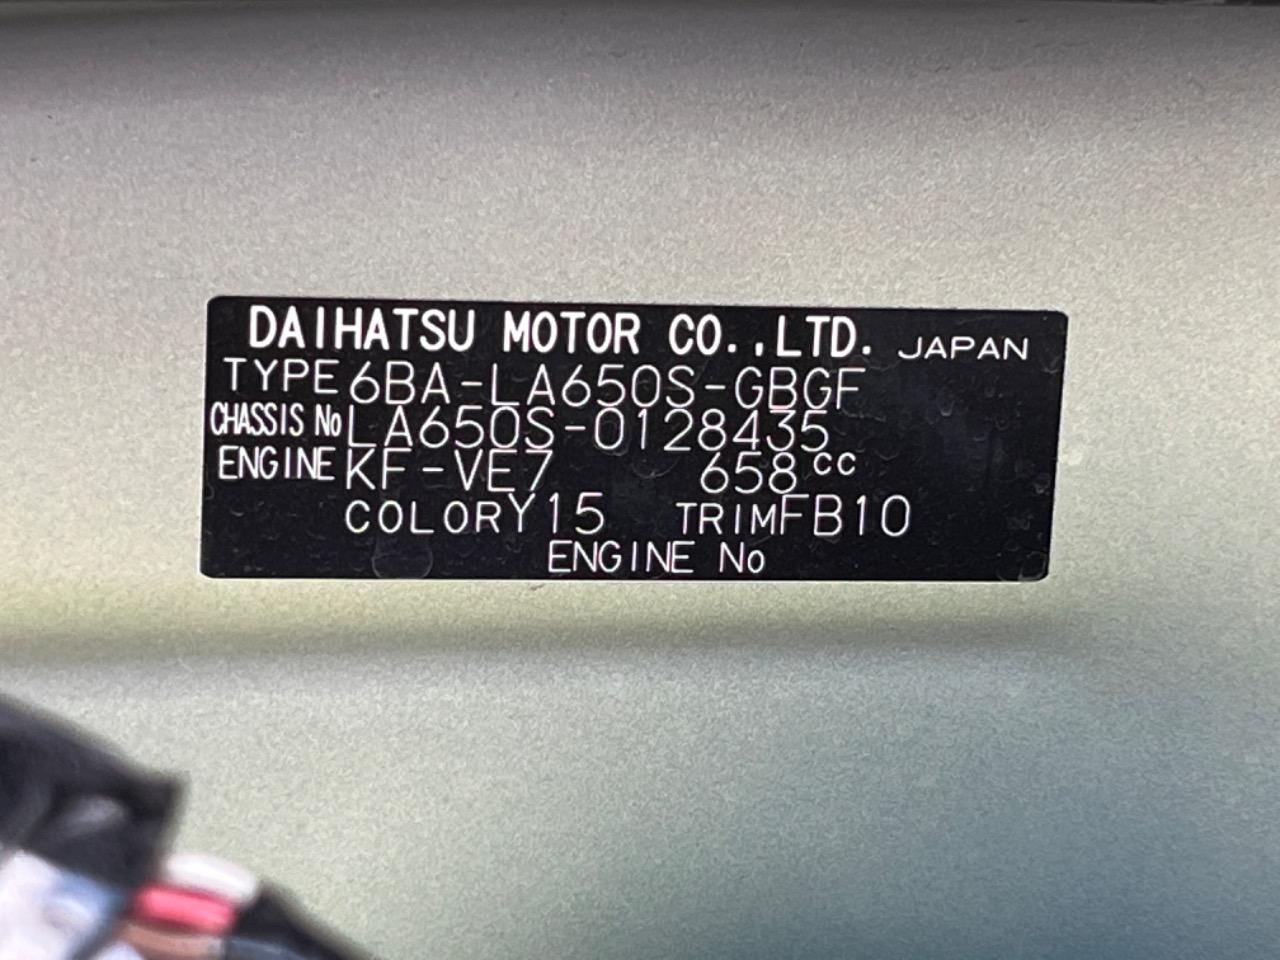 DAIHATSU MOTOR CO.,LTD. JAPAN
TYPE 6BA-LA650S-GBGF
CHASSIS No LA650S-0128435
ENGINE KF-VE7 658cc
COLOR Y15 TRIM FB10
ENGINE No